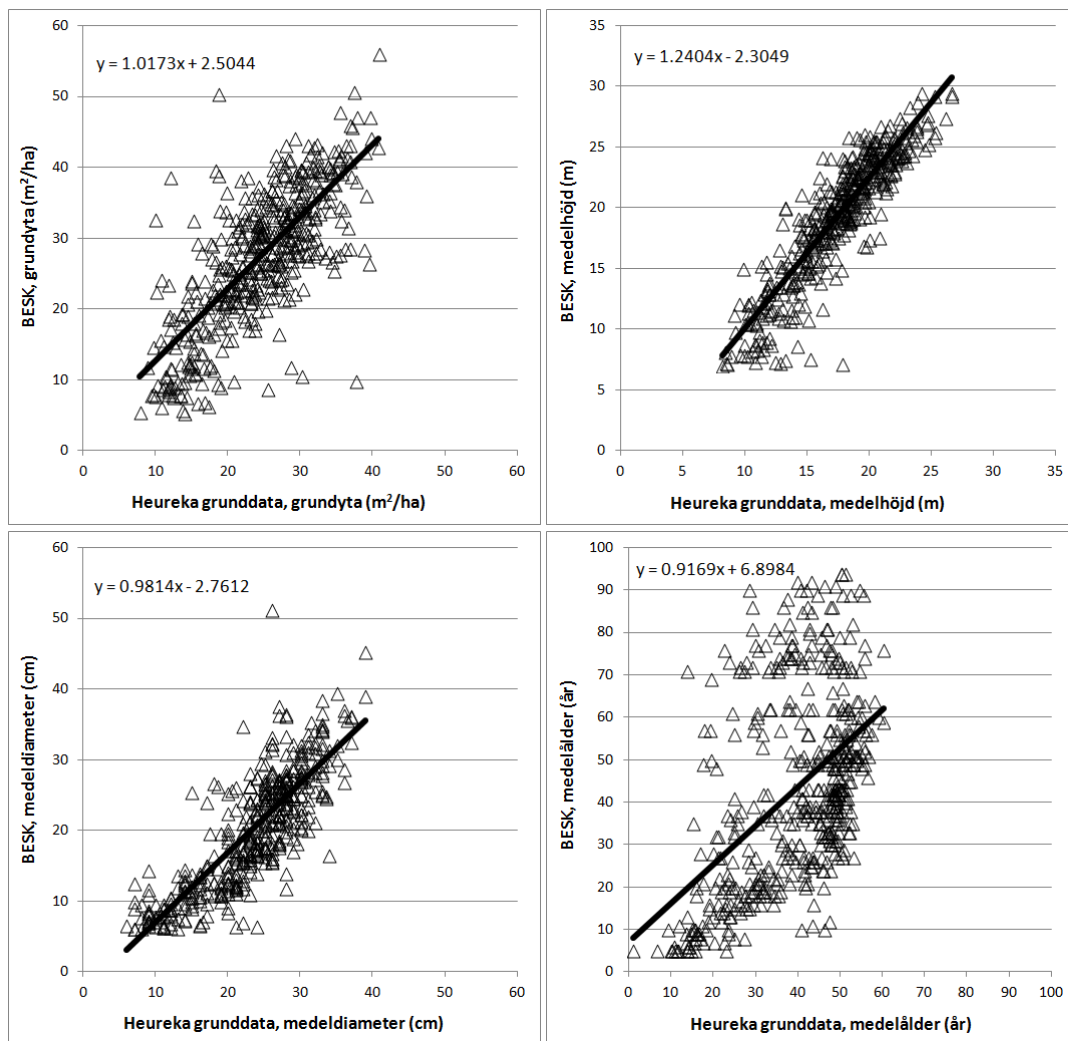 60
50
40
30
20
10
0
0 10 20 30 40 50 60
y = 1.0173x + 2.5044
BESK, grundyta (m²/ha)
Heureka grunddata, grundyta (m²/ha)
35
30
25
20
15
10
5
0
0 5 10 15 20 25 30 35
y = 1.2404x - 2.3049
BESK, medelhöjd (m)
Heureka grunddata, medelhöjd (m)
60
50
40
30
20
10
0
0 10 20 30 40 50 60
y = 0.9814x - 2.7612
BESK, medeldiameter (cm)
Heureka grunddata, medeldiameter (cm)
100
90
80
70
60
50
40
30
20
10
0
0 10 20 30 40 50 60 70 80 90 100
y = 0.9169x + 6.8984
BESK, medelålder (år)
Heureka grunddata, medelålder (år)